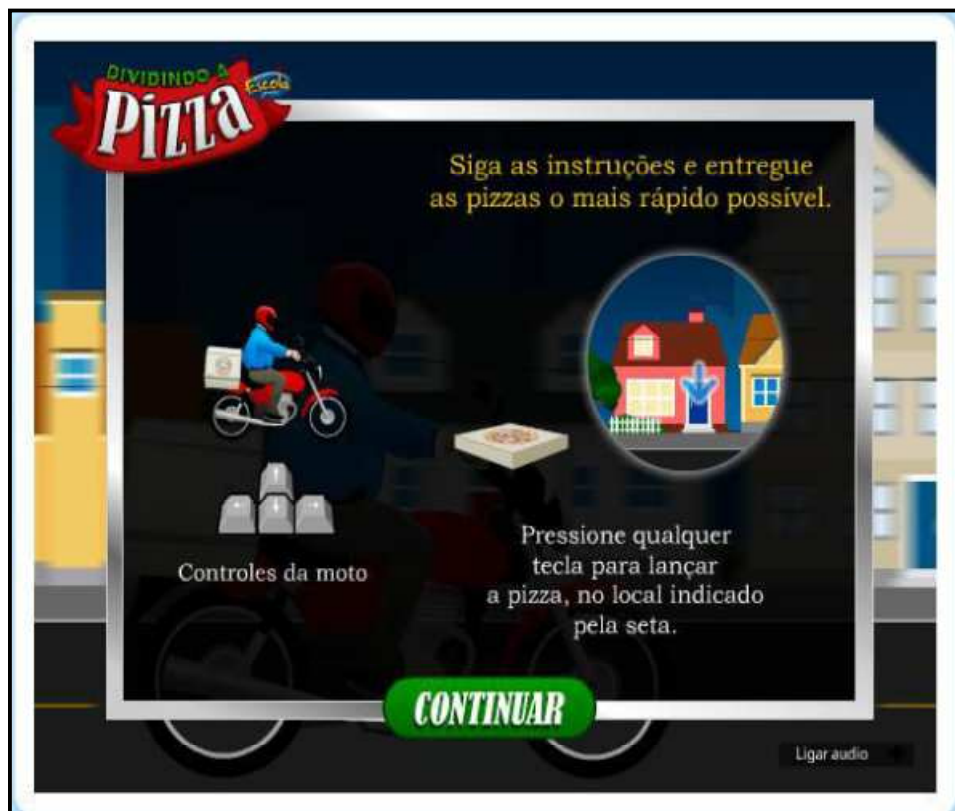 DIVIDINDO A
Pizza
Escola
Siga as instruções e entregue
as pizzas o mais rápido possível.
Controles da moto
Pressione qualquer
tecla para lançar
a pizza, no local indicado
pela seta.
CONTINUAR
Ligar audio